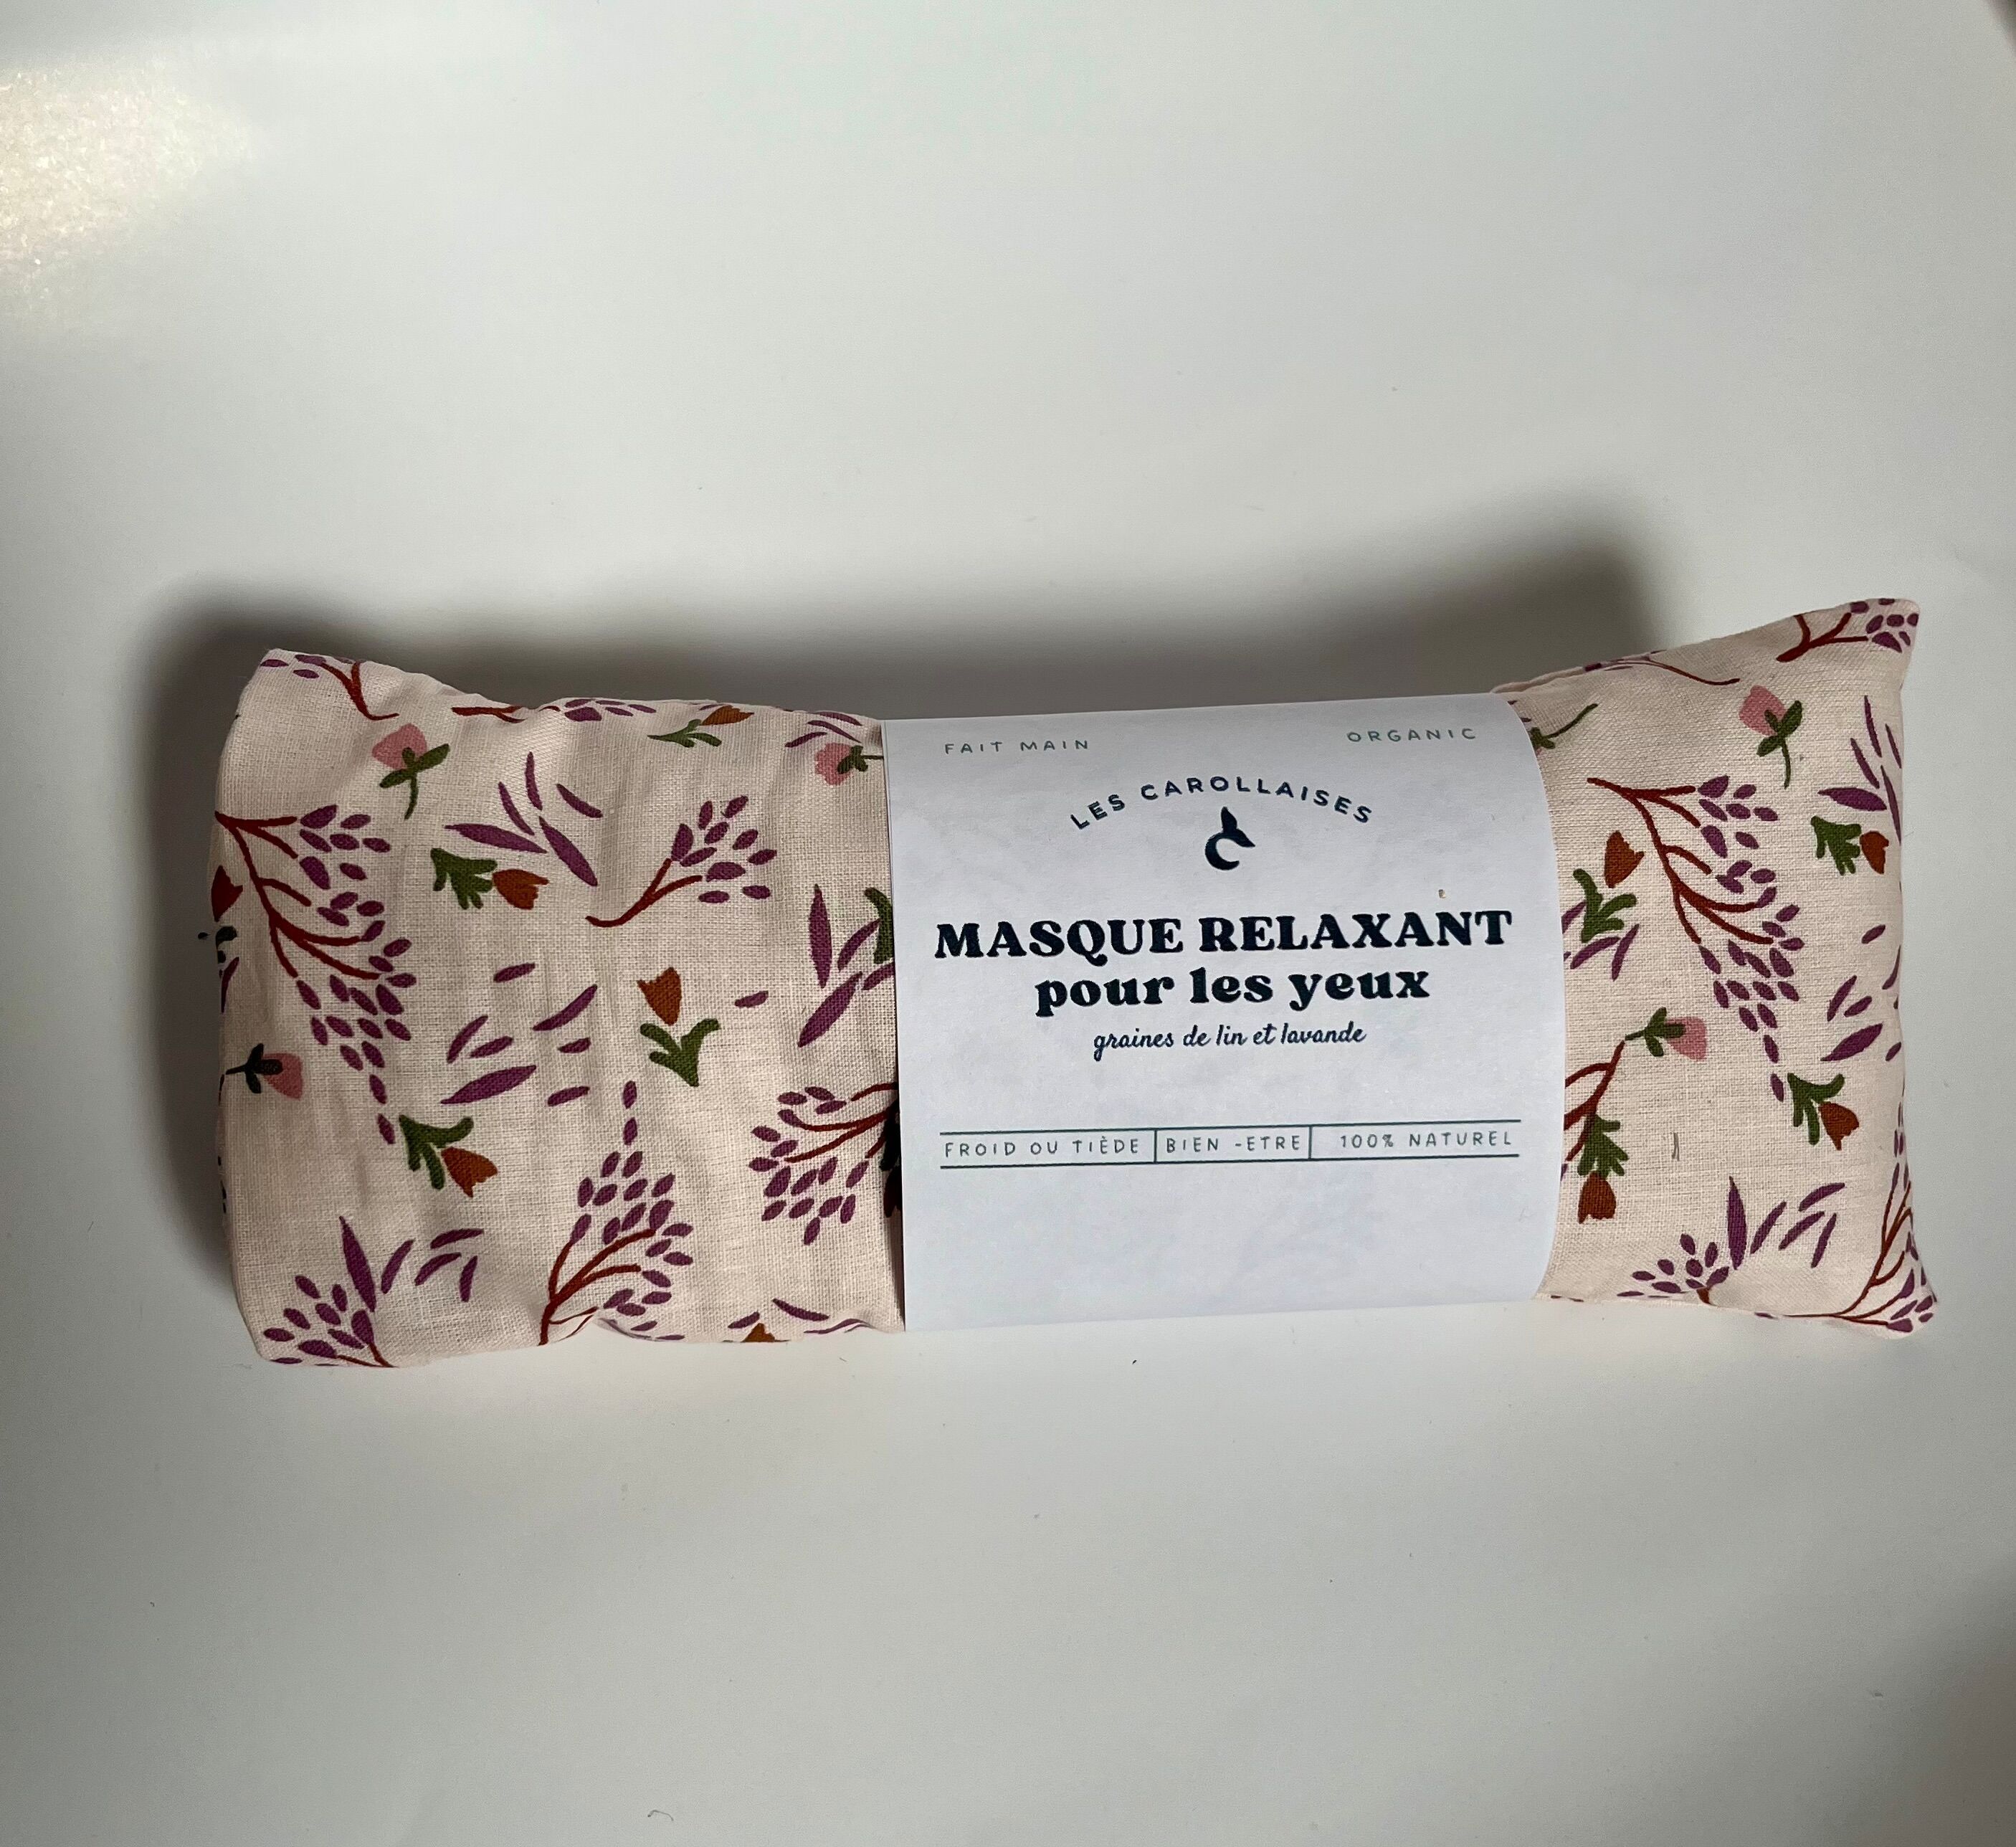 FAIT MAIN
ORGANIC
LES CAROLLAISES
MASQUE RELAXANT
pour les yeux
graines de lin et lavande
FROID OU TIÈDE BIEN -ETRE 100% NATUREL